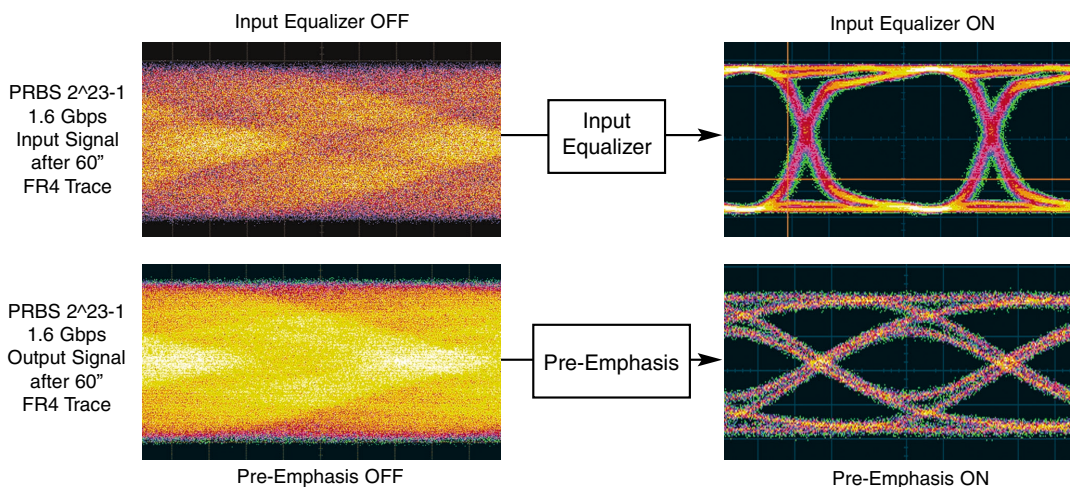 Input Equalizer OFF
Input Equalizer ON
PRBS 2^23-1
1.6 Gbps
Input Signal
after 60”
FR4 Trace
Input
Equalizer
PRBS 2^23-1
1.6 Gbps
Output Signal
after 60”
FR4 Trace
Pre-Emphasis
Pre-Emphasis OFF
Pre-Emphasis ON